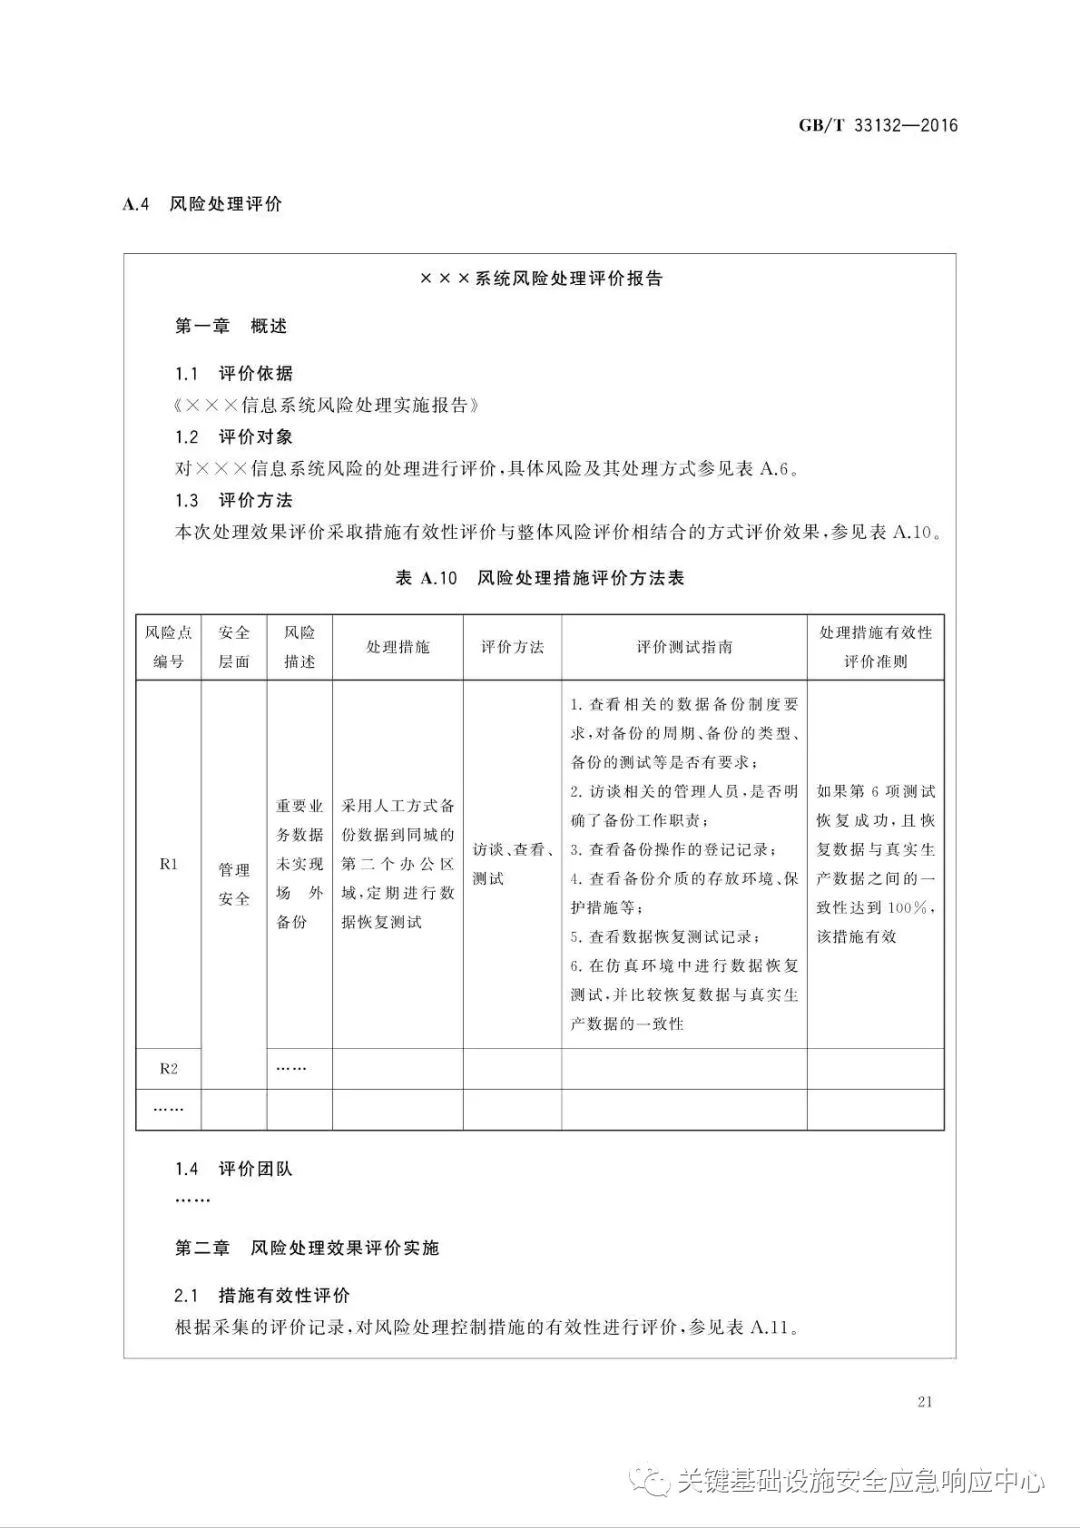 GB/T 33132—2016
A.4 风险处理评价
×××系统风险处理评价报告
第一章 概述
1.1 评价依据
《×××信息系统风险处理实施报告》
1.2 评价对象
对×××信息系统风险的处理进行评价,具体风险及其处理方式参见表 A.6。
1.3 评价方法
本次处理效果评价采取措施有效性评价与整体风险评价相结合的方式评价效果,参见表 A.10。
表 A.10 风险处理措施评价方法表
风险点
编号
安全
层面
风险
描述
处理措施
评价方法
评价测试指南
处理措施有效性
评价准则
R1
管理
安全
重要业
务数据
未实现
场外
备份
采用人工方式备
份数据到同城的
第二个办公区
域,定期进行数
据恢复测试
访谈、查看、
测试
1. 查看相关的数据备份制度要
求,对备份的周期、备份的类型、
备份的测试等是否有要求;
2. 访谈相关的管理人员,是否明
确了备份工作职责;
3. 查看备份操作的登记记录;
4. 查看备份介质的存放环境、保
护措施等;
5. 查看数据恢复测试记录;
6. 在仿真环境中进行数据恢复
测试,并比较恢复数据与真实生
产数据的一致性
如果第 6 项测试
恢复成功,且恢
复数据与真实生
产数据之间的一
致性达到 100%,
该措施有效
R2
……
……
1.4 评价团队
……
第二章 风险处理效果评价实施
2.1 措施有效性评价
根据采集的评价记录,对风险处理控制措施的有效性进行评价,参见表 A.11。
21
关键基础设施安全应急响应中心